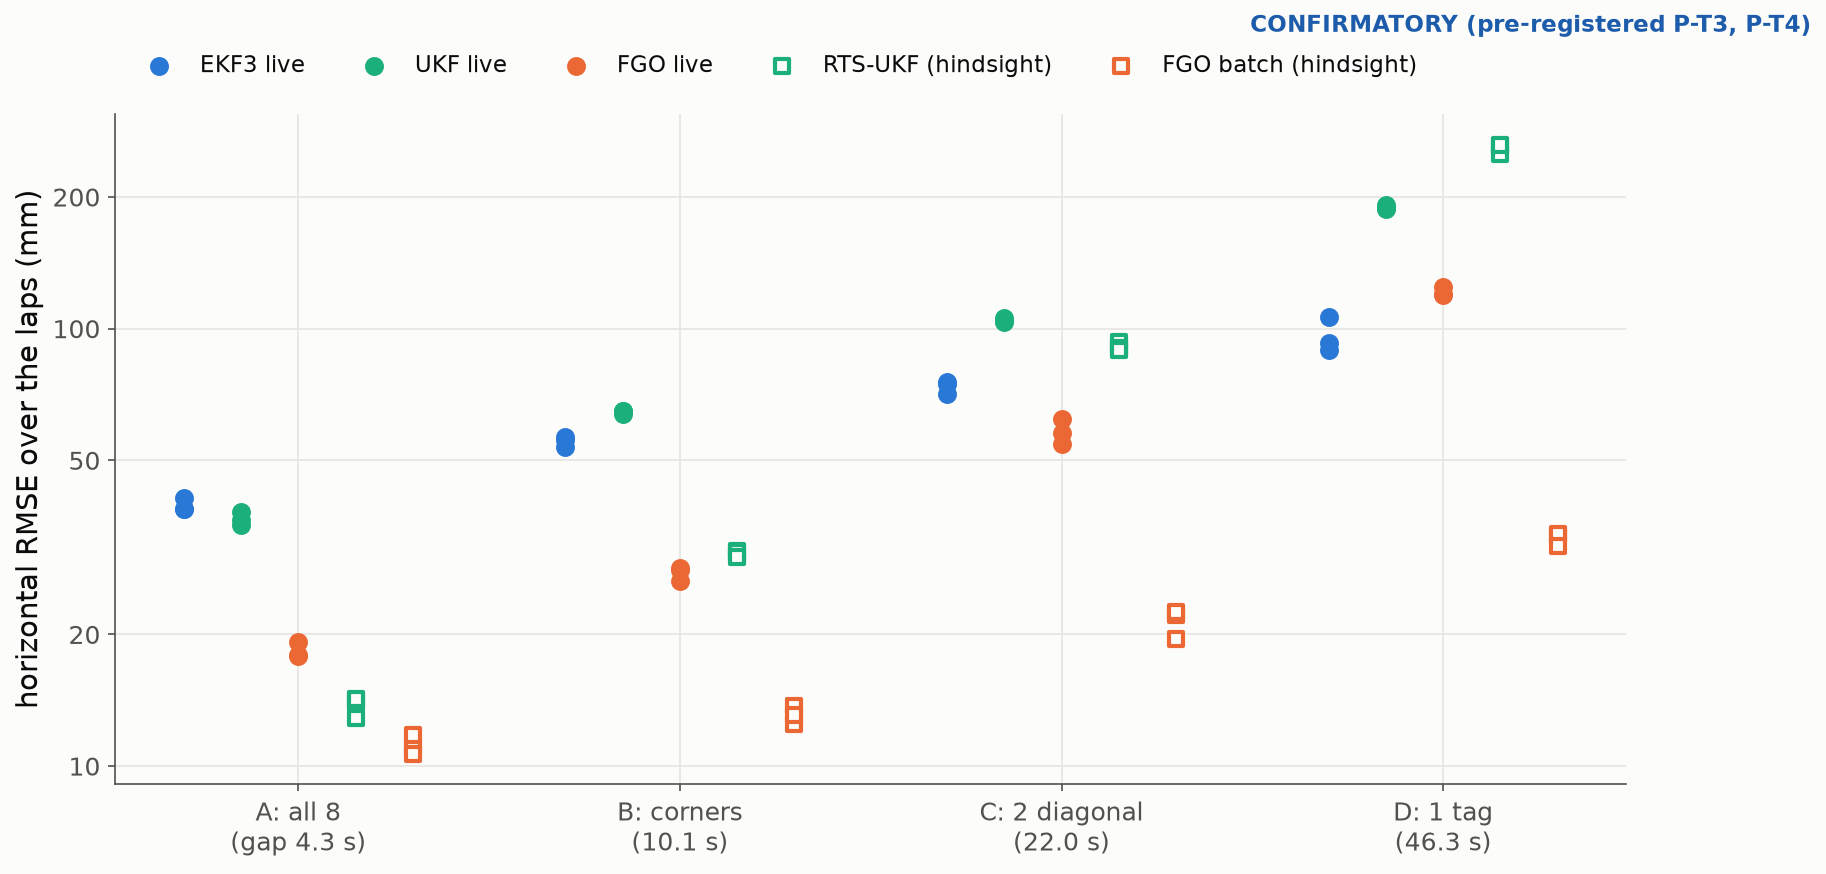 CONFIRMATORY (pre-registered P-T3, P-T4)
EKF3 live
UKF live
FGO live
RTS-UKF (hindsight)
FGO batch (hindsight)
horizontal RMSE over the laps (mm)
200
100
50
20
10
A: all 8
(gap 4.3 s)
B: corners
(10.1 s)
C: 2 diagonal
(22.0 s)
D: 1 tag
(46.3 s)